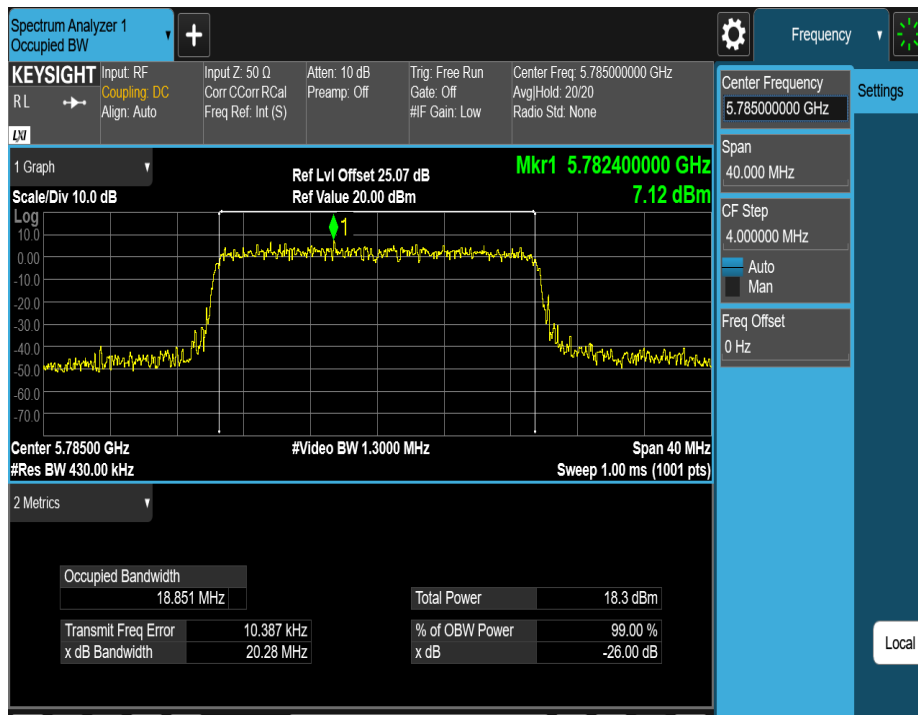 Spectrum Analyzer 1
Occupied BW
+
Frequency
KEYSIGHT
RL
LXI
Input: RF
Coupling: DC
Align: Auto
Input Z: 50 Ω
Corr CCorr RCal
Freq Ref: Int (S)
Atten: 10 dB
Preamp: Off
Trig: Free Run
Gate: Off
#IF Gain: Low
Center Freq: 5.785000000 GHz
Avg|Hold: 20/20
Radio Std: None
Center Frequency
5.785000000 GHz
Settings
Span
40.000 MHz
CF Step
4.000000 MHz
Auto
Man
Freq Offset
0 Hz
Local
1 Graph
Scale/Div 10.0 dB
Ref Lvl Offset 25.07 dB
Ref Value 20.00 dBm
Mkr1 5.782400000 GHz
7.12 dBm
Log
1
10.0
0.00
-10.0
-20.0
-30.0
-40.0
-50.0
-60.0
-70.0
Center 5.78500 GHz
#Video BW 1.3000 MHz
Span 40 MHz
#Res BW 430.00 kHz
Sweep 1.00 ms (1001 pts)
2 Metrics
Occupied Bandwidth
18.851 MHz
Total Power 18.3 dBm
Transmit Freq Error 10.387 kHz
% of OBW Power 99.00 %
x dB Bandwidth 20.28 MHz
x dB -26.00 dB